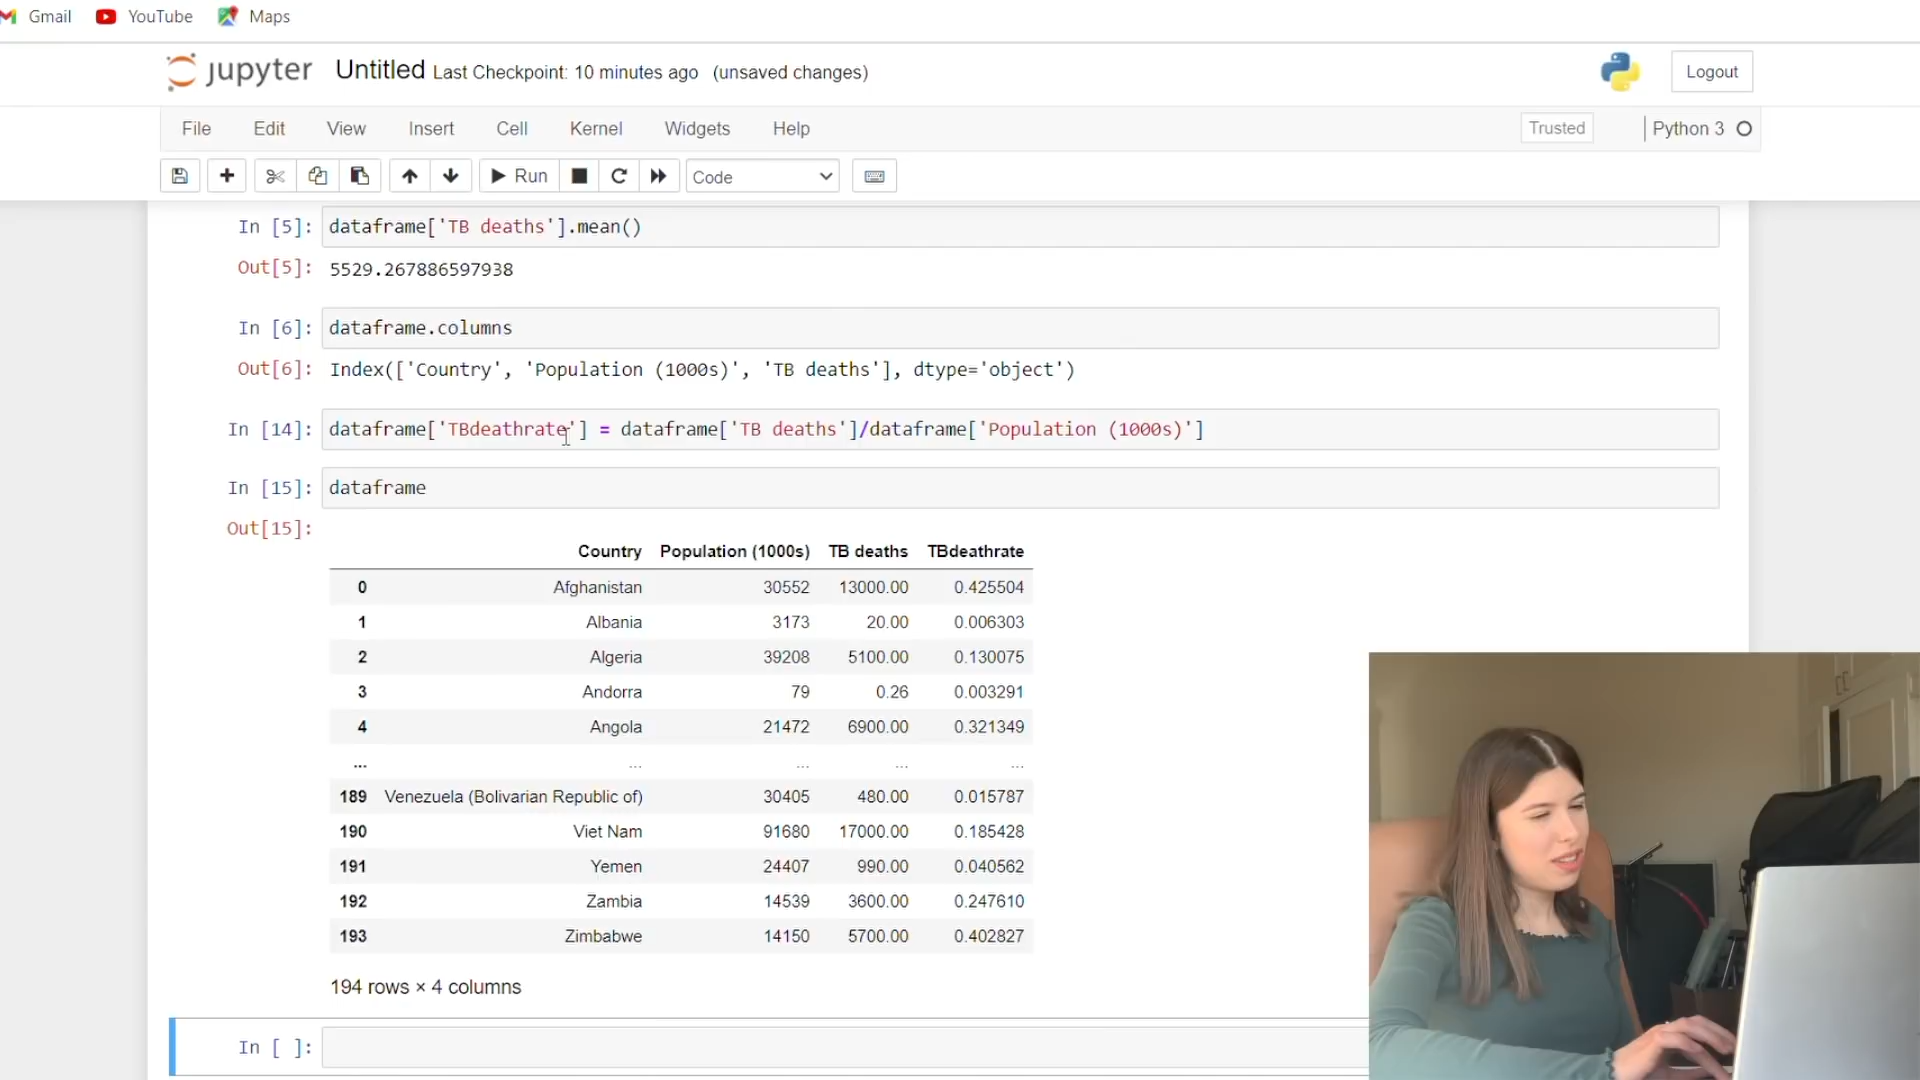 Gmail YouTube Maps
jupyter Untitled Last Checkpoint: 10 minutes ago (unsaved changes) Logout
File Edit View Insert Cell Kernel Widgets Help Trusted Python 3
Run Code
In [5]: dataframe['TB deaths'].mean()
Out[5]: 5529.267886597938
In [6]: dataframe.columns
Out[6]: Index(['Country', 'Population (1000s)', 'TB deaths'], dtype='object')
In [14]: dataframe['TBdeathrate'] = dataframe['TB deaths']/dataframe['Population (1000s)']
In [15]: dataframe
Out[15]:
Country Population (1000s) TB deaths TBdeathrate
0 Afghanistan 30552 13000.00 0.425504
1 Albania 3173 20.00 0.006303
2 Algeria 39208 5100.00 0.130075
3 Andorra 79 0.26 0.003291
4 Angola 21472 6900.00 0.321349
... ... ... ... ...
189 Venezuela (Bolivarian Republic of) 30405 480.00 0.015787
190 Viet Nam 91680 17000.00 0.185428
191 Yemen 24407 990.00 0.040562
192 Zambia 14539 3600.00 0.247610
193 Zimbabwe 14150 5700.00 0.402827
194 rows × 4 columns
In [ ]: